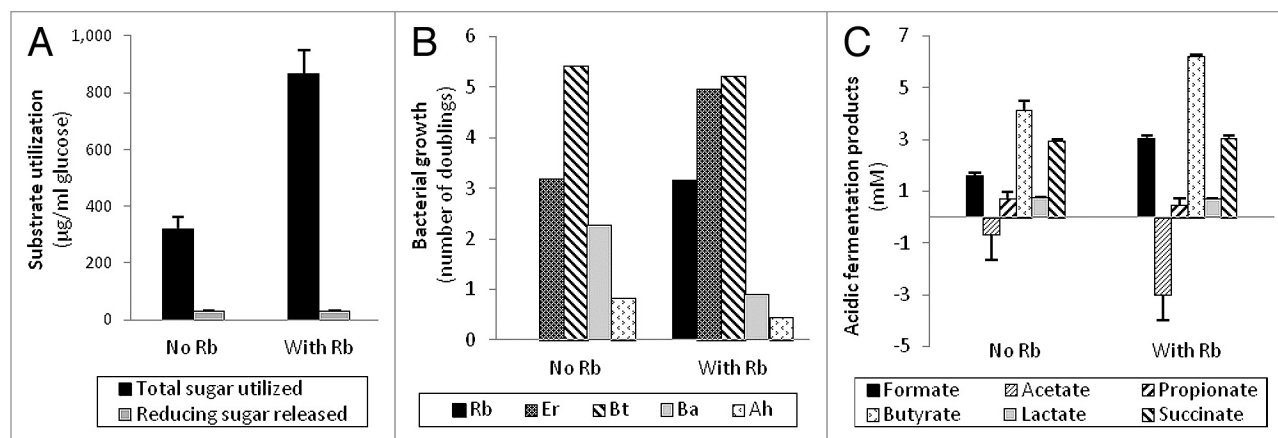 A
Substrate utilization
(µg/ml glucose)
1,000
800
600
400
200
0
No Rb
With Rb
Total sugar utilized
Reducing sugar released
B
Bacterial growth
(number of doublings)
6
5
4
3
2
1
0
No Rb
With Rb
Rb
Er
Bt
Ba
Ah
C
Acidic fermentation products
(mM)
7
5
3
1
-1
-3
-5
No Rb
With Rb
Formate
Acetate
Propionate
Butyrate
Lactate
Succinate